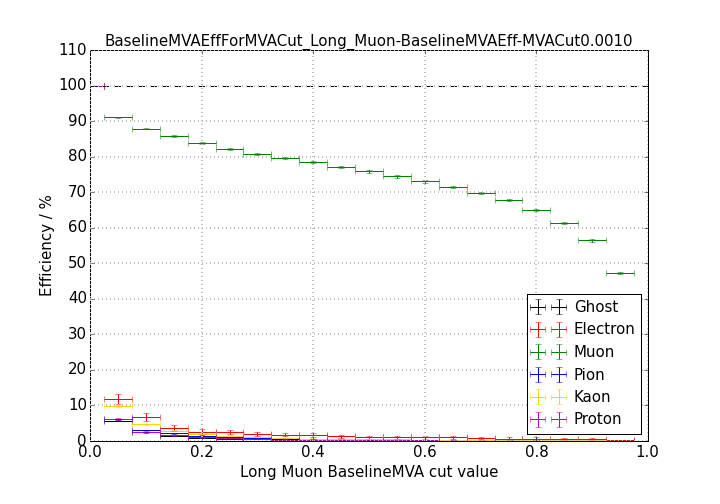 BaselineMVAEffForMVACut_Long_Muon-BaselineMVAEff-MVACut0.0010
110
100
90
80
70
60
50
40
30
20
10
0
Efficiency / %
0.0 0.2 0.4 0.6 0.8 1.0
Long Muon BaselineMVA cut value
Ghost
Electron
Muon
Pion
Kaon
Proton